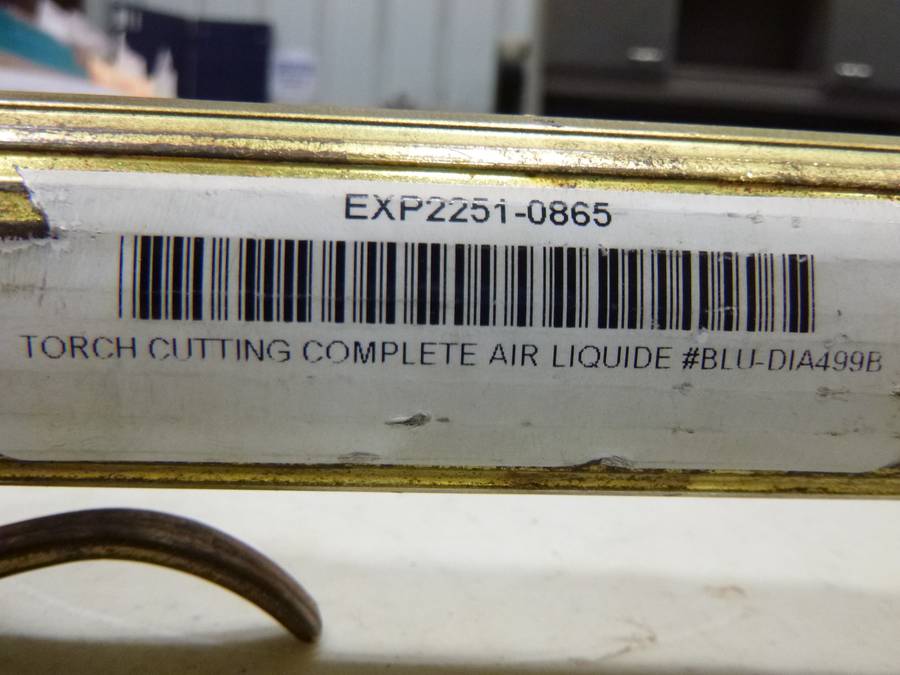 EXP2251-0865
TORCH CUTTING COMPLETE AIR LIQUIDE #BLU-DIA499B